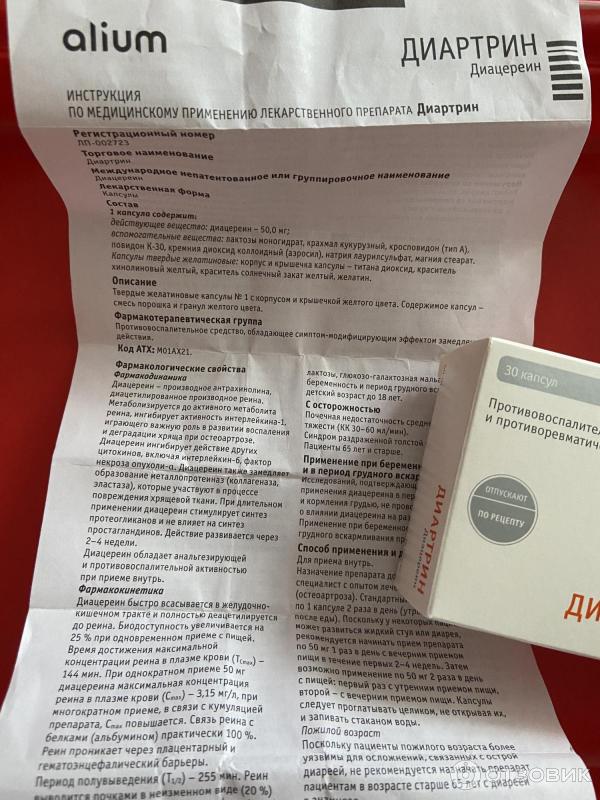 alium
ДИАРТРИН
Диацереин
ИНСТРУКЦИЯ
ПО МЕДИЦИНСКОМУ ПРИМЕНЕНИЮ ЛЕКАРСТВЕННОГО ПРЕПАРАТА Диартрин
Регистрационный номер
ЛП-002723
Торговое наименование
Диартрин
Международное непатентованное или группировочное наименование
Диацереин
Лекарственная форма
Капсулы
Состав
1 капсула содержит:
действующее вещество: диацереин – 50,0 мг;
вспомогательные вещества: лактозы моногидрат, крахмал кукурузный, кросповидон (тип А),
повидон К-30, кремния диоксид коллоидный (аэросил), натрия лаурилсульфат, магния стеарат.
Капсулы твердые желатиновые: корпус и крышечка капсулы – титана диоксид, краситель
хинолиновый желтый, краситель солнечный закат желтый, желатин.
Описание
Твердые желатиновые капсулы № 1 с корпусом и крышечкой желтого цвета. Содержимое капсул –
смесь порошка и гранул желтого цвета.
Фармакотерапевтическая группа
Противовоспалительное средство, обладающее симптом-модифицирующим эффектом замедле
действия.
Код АТХ: M01AX21.
Фармакологические свойства
Фармакодинамика
Диацереин – производное антрахинолина,
диацетилированное производное реина.
Метаболизируется до активного метаболита
реина, ингибирует активность интерлейкина-1,
играющего важную роль в развитии воспаления
и деградации хряща при остеоартрозе.
Диацереин ингибирует действие других
цитокинов, включая интерлейкин-6, фактор
некроза опухоли-α. Диацереин также замедляет
образование металлопротеиназ (коллагеназа,
эластаза), которые участвуют в процессе
повреждения хрящевой ткани. При длительном
применении диацереин стимулирует синтез
протеогликанов и не влияет на синтез
простагландинов. Действие развивается через
2–4 недели.
Диацереин обладает анальгезирующей
и противовоспалительной активностью
при приеме внутрь.
Фармакокинетика
Диацереин быстро всасывается в желудочно-
кишечном тракте и полностью деацетилируется
до реина. Биодоступность увеличивается на
25 % при одновременном приеме с пищей.
Время достижения максимальной
концентрации реина в плазме крови (TCmax) –
144 мин. При однократном приеме 50 мг
диацереина максимальная концентрация
реина в плазме крови (Cmax) – 3,15 мг/л, при
многократном приеме, в связи с кумуляцией
препарата, Cmax повышается. Связь реина с
белками (альбумином) практически 100 %.
Реин проникает через плацентарный и
гематоэнцефалический барьеры.
Период полувыведения (T1/2) – 255 мин. Реин
выводится почками в неизменном виде (20 %)
лактозы, глюкозо-галактозная маль
беременность и период грудного вс
детский возраст до 18 лет.
С осторожностью
Почечная недостаточность средне
тяжести (КК 30–60 мл/мин).
Синдром раздраженной толстой
Пациенты 65 лет и старше.
Применение при береме
и в период грудного вскар
Исследований, подтверждающ
применения диацереина в пер
и кормления грудью, не прово
о влиянии диацереина на ра
Применение при беременно
грудного вскармливания пр
Способ применения и д
Для приема внутрь.
Назначение препарата до
специалист с опытом лече
(остеоартроза). Стандартны
по 1 капсуле 2 раза в день (утр
после еды). Поскольку у некоторых паци
может развиться жидкий стул или диарея,
рекомендуется начинать прием препарата
по 50 мг 1 раз в день с вечерним приемом
пищи в течение первых 2–4 недель. Затем
возможно применение по 50 мг 2 раза в день
с пищей: первый раз с утренним приемом пищи,
второй – с вечерним приемом пищи. Капсулы
следует проглатывать целиком, не открывая их,
и запивать стаканом воды.
Пожилой возраст
Поскольку пациенты пожилого возраста более
уязвимы для осложнений, связанных с острой
диареей, не рекомендуется назначать препарат
пациентам в возрасте старше 65 лет с диареей
30 капсул
Противовоспалител
и противоревматиче
ОТПУСКАЮТ
ПО РЕЦЕПТУ
ДИАРТРИН
Диацереин
ДИ
отзовик